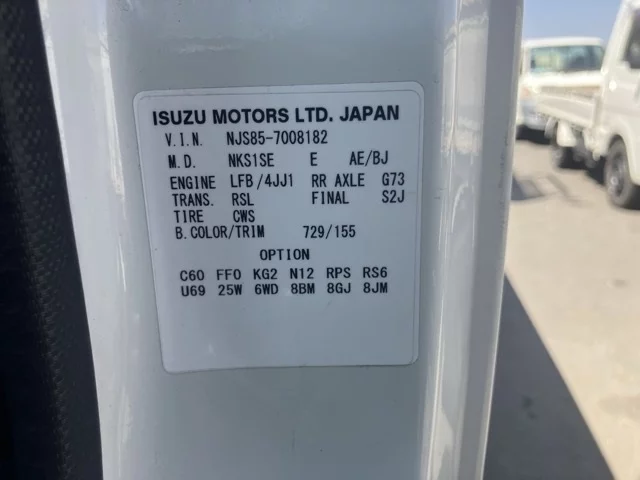 ISUZU MOTORS LTD. JAPAN
V.I.N. NJS85-7008182
M.D. NKS1SE E AE/BJ
ENGINE LFB/4JJ1 RR AXLE G73
TRANS. RSL FINAL S2J
TIRE CWS
B.COLOR/TRIM 729/155
OPTION
C60 FF0 KG2 N12 RPS RS6
U69 25W 6WD 8BM 8GJ 8JM